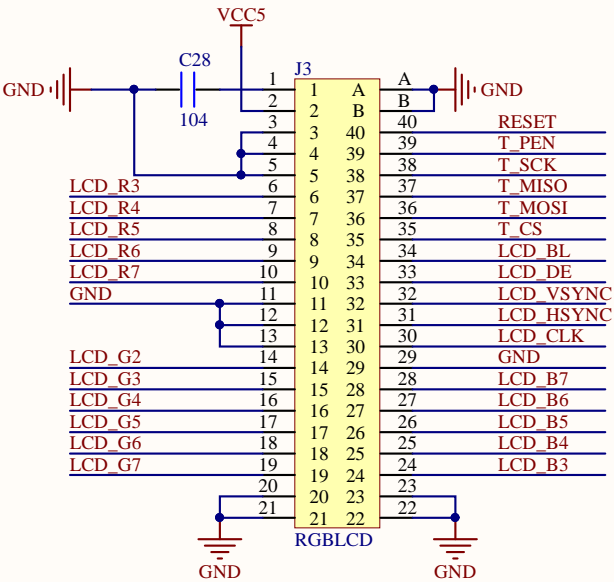 VCC5
C28
104
GND
J3
GND
1 1 A A
2 2 B B
3 3 40 40 RESET
4 4 39 39 T_PEN
5 5 38 38 T_SCK
LCD_R3 6 6 37 37 T_MISO
LCD_R4 7 7 36 36 T_MOSI
LCD_R5 8 8 35 35 T_CS
LCD_R6 9 9 34 34 LCD_BL
LCD_R7 10 10 33 33 LCD_DE
GND 11 11 32 32 LCD_VSYNC
12 12 31 31 LCD_HSYNC
13 13 30 30 LCD_CLK
LCD_G2 14 14 29 29 GND
LCD_G3 15 15 28 28 LCD_B7
LCD_G4 16 16 27 27 LCD_B6
LCD_G5 17 17 26 26 LCD_B5
LCD_G6 18 18 25 25 LCD_B4
LCD_G7 19 19 24 24 LCD_B3
20 20 23 23
21 21 22 22
RGBLCD
GND
GND